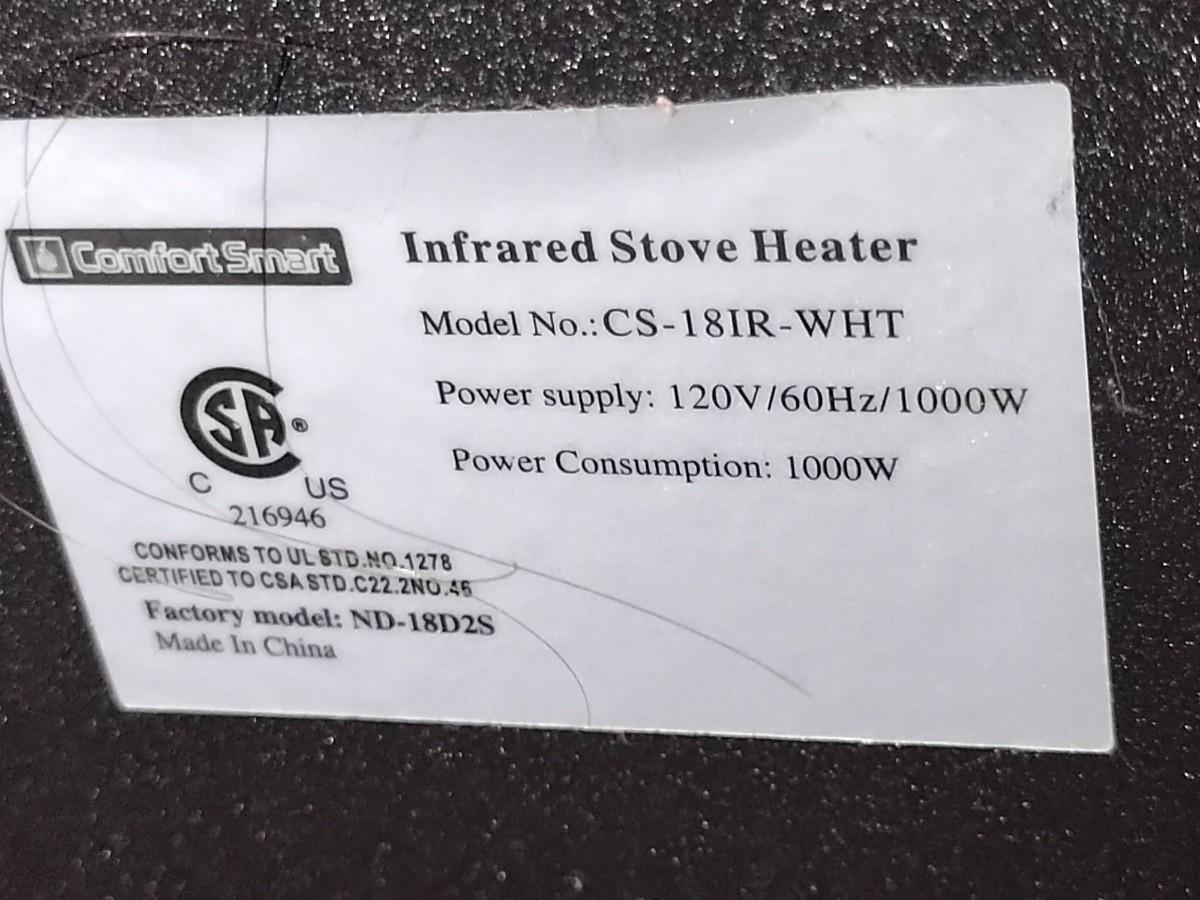 ComfortSmart
Infrared Stove Heater
Model No.:CS-18IR-WHT
Power supply: 120V/60Hz/1000W
Power Consumption: 1000W
CSA®
C US
216946
CONFORMS TO UL STD.NO.1278
CERTIFIED TO CSA STD.C22.2NO.46
Factory model: ND-18D2S
Made In China